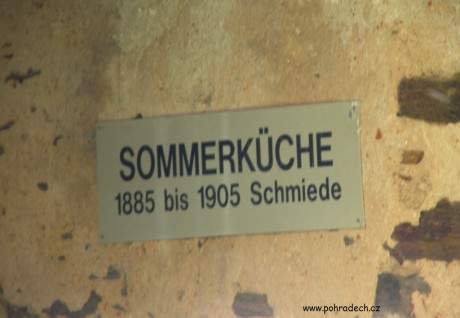 SOMMERKÜCHE
1885 bis 1905 Schmiede
www.pohradech.cz